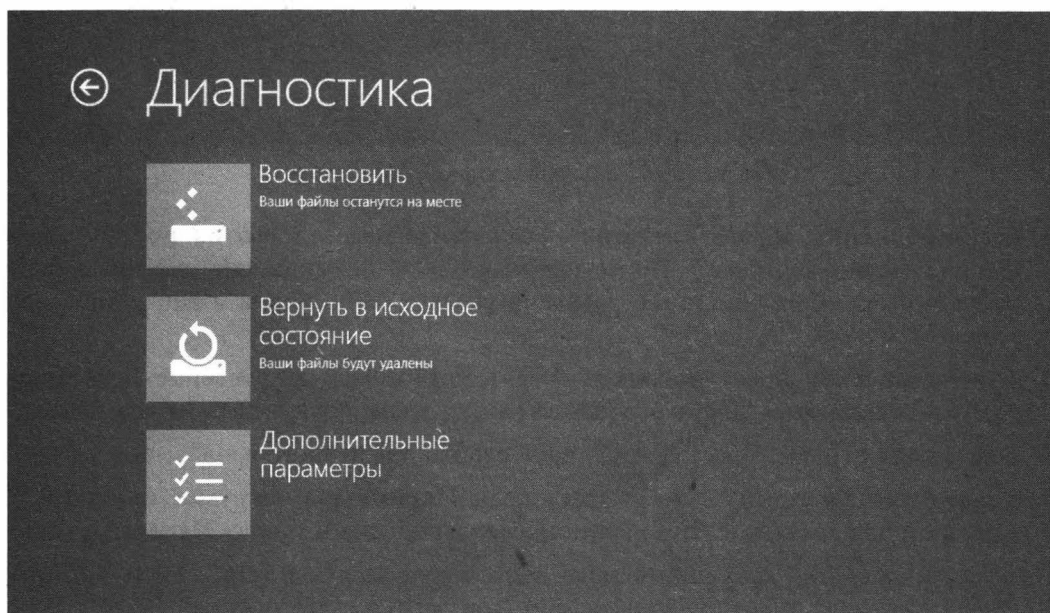 Диагностика
Восстановить
Ваши файлы останутся на месте
Вернуть в исходное
состояние
Ваши файлы будут удалены
Дополнительные
параметры